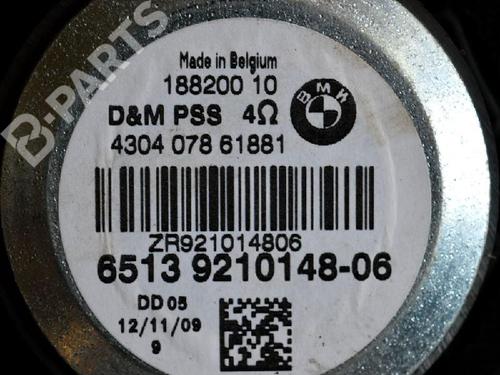 B-PARTS
Made in Belgium
188200 10
D&M PSS 4Ω
BMW
4304 078 61881
ZR921014806
6513 9210148-06
DD 05
12/11/09
9